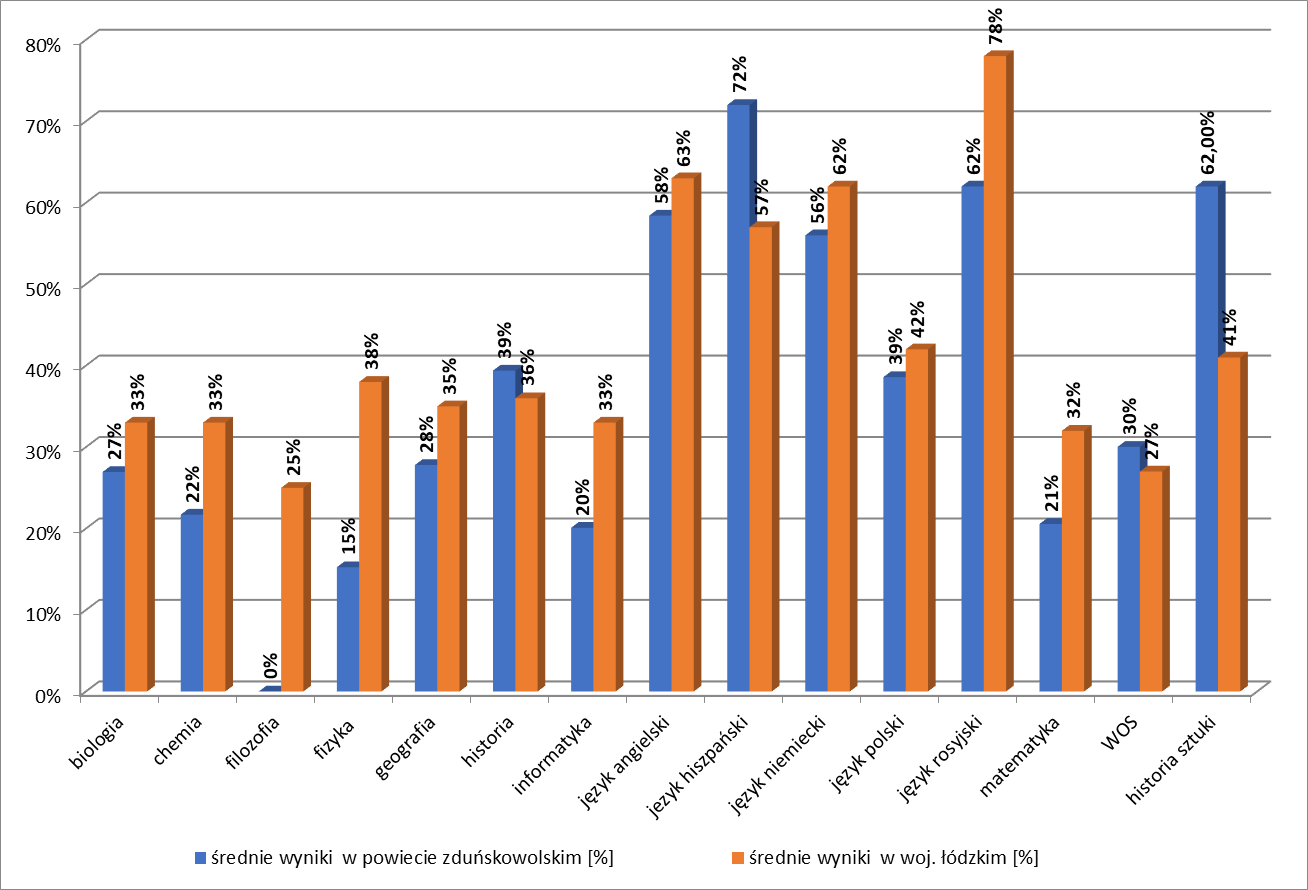 80%
70%
60%
50%
40%
30%
20%
10%
0%
27%
33%
22%
33%
0%
25%
15%
38%
28%
35%
39%
36%
20%
33%
58%
63%
72%
57%
56%
62%
39%
42%
62%
78%
21%
32%
30%
27%
62,00%
41%
biologia
chemia
filozofia
fizyka
geografia
historia
informatyka
język angielski
jezyk hiszpański
język niemiecki
język polski
język rosyjski
matematyka
WOS
historia sztuki
średnie wyniki w powiecie zduńskowolskim [%]
średnie wyniki w woj. łódzkim [%]